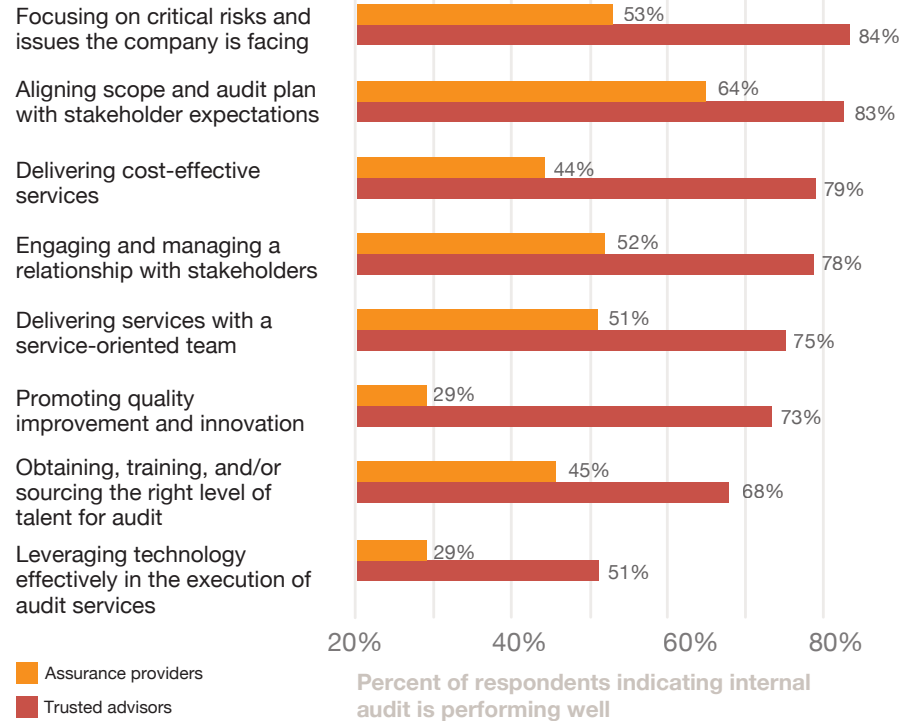 Focusing on critical risks and
issues the company is facing
53%
84%
Aligning scope and audit plan
with stakeholder expectations
64%
83%
Delivering cost-effective
services
44%
79%
Engaging and managing a
relationship with stakeholders
52%
78%
Delivering services with a
service-oriented team
51%
75%
Promoting quality
improvement and innovation
29%
73%
Obtaining, training, and/or
sourcing the right level of
talent for audit
45%
68%
Leveraging technology
effectively in the execution of
audit services
29%
51%
20% 40% 60% 80%
Assurance providers
Trusted advisors
Percent of respondents indicating internal
audit is performing well